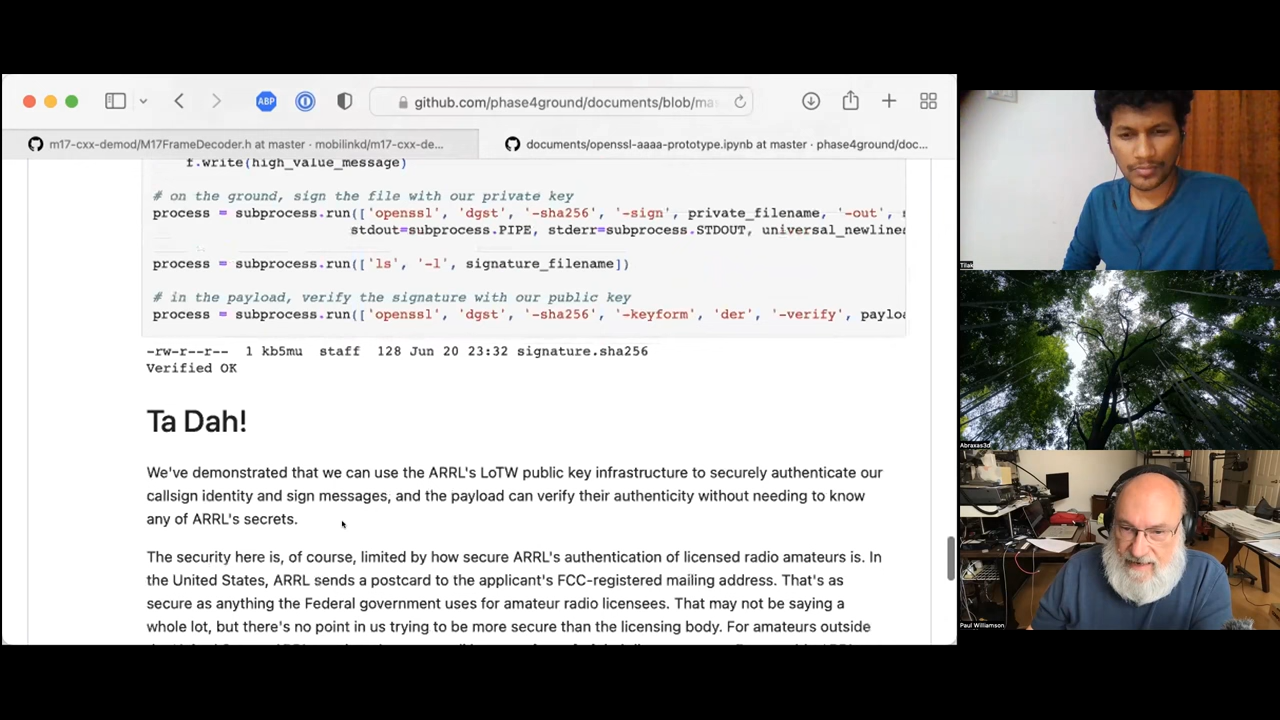 ABP
github.com/phase4ground/documents/blob/ma
m17-cxx-demod/M17FrameDecoder.h at master · mobilinkd/m17-cxx-de...
documents/openssl-aaaa-prototype.ipynb at master · phase4ground/doc...
f.write(high_value_message)
# on the ground, sign the file with our private key
process = subprocess.run(['openssl', 'dgst', '-sha256', '-sign', private_filename, '-out',
stdout=subprocess.PIPE, stderr=subprocess.STDOUT, universal_newlines
process = subprocess.run(['ls', '-l', signature_filename])
# in the payload, verify the signature with our public key
process = subprocess.run(['openssl', 'dgst', '-sha256', '-keyform', 'der', '-verify', payloa
-rw-r--r-- 1 kb5mu staff 128 Jun 20 23:32 signature.sha256
Verified OK
Ta Dah!
We've demonstrated that we can use the ARRL's LoTW public key infrastructure to securely authenticate our
callsign identity and sign messages, and the payload can verify their authenticity without needing to know
any of ARRL's secrets.
The security here is, of course, limited by how secure ARRL's authentication of licensed radio amateurs is. In
the United States, ARRL sends a postcard to the applicant's FCC-registered mailing address. That's as
secure as anything the Federal government uses for amateur radio licensees. That may not be saying a
whole lot, but there's no point in us trying to be more secure than the licensing body. For amateurs outside
Tilak
Abraxas3d
Paul Williamson